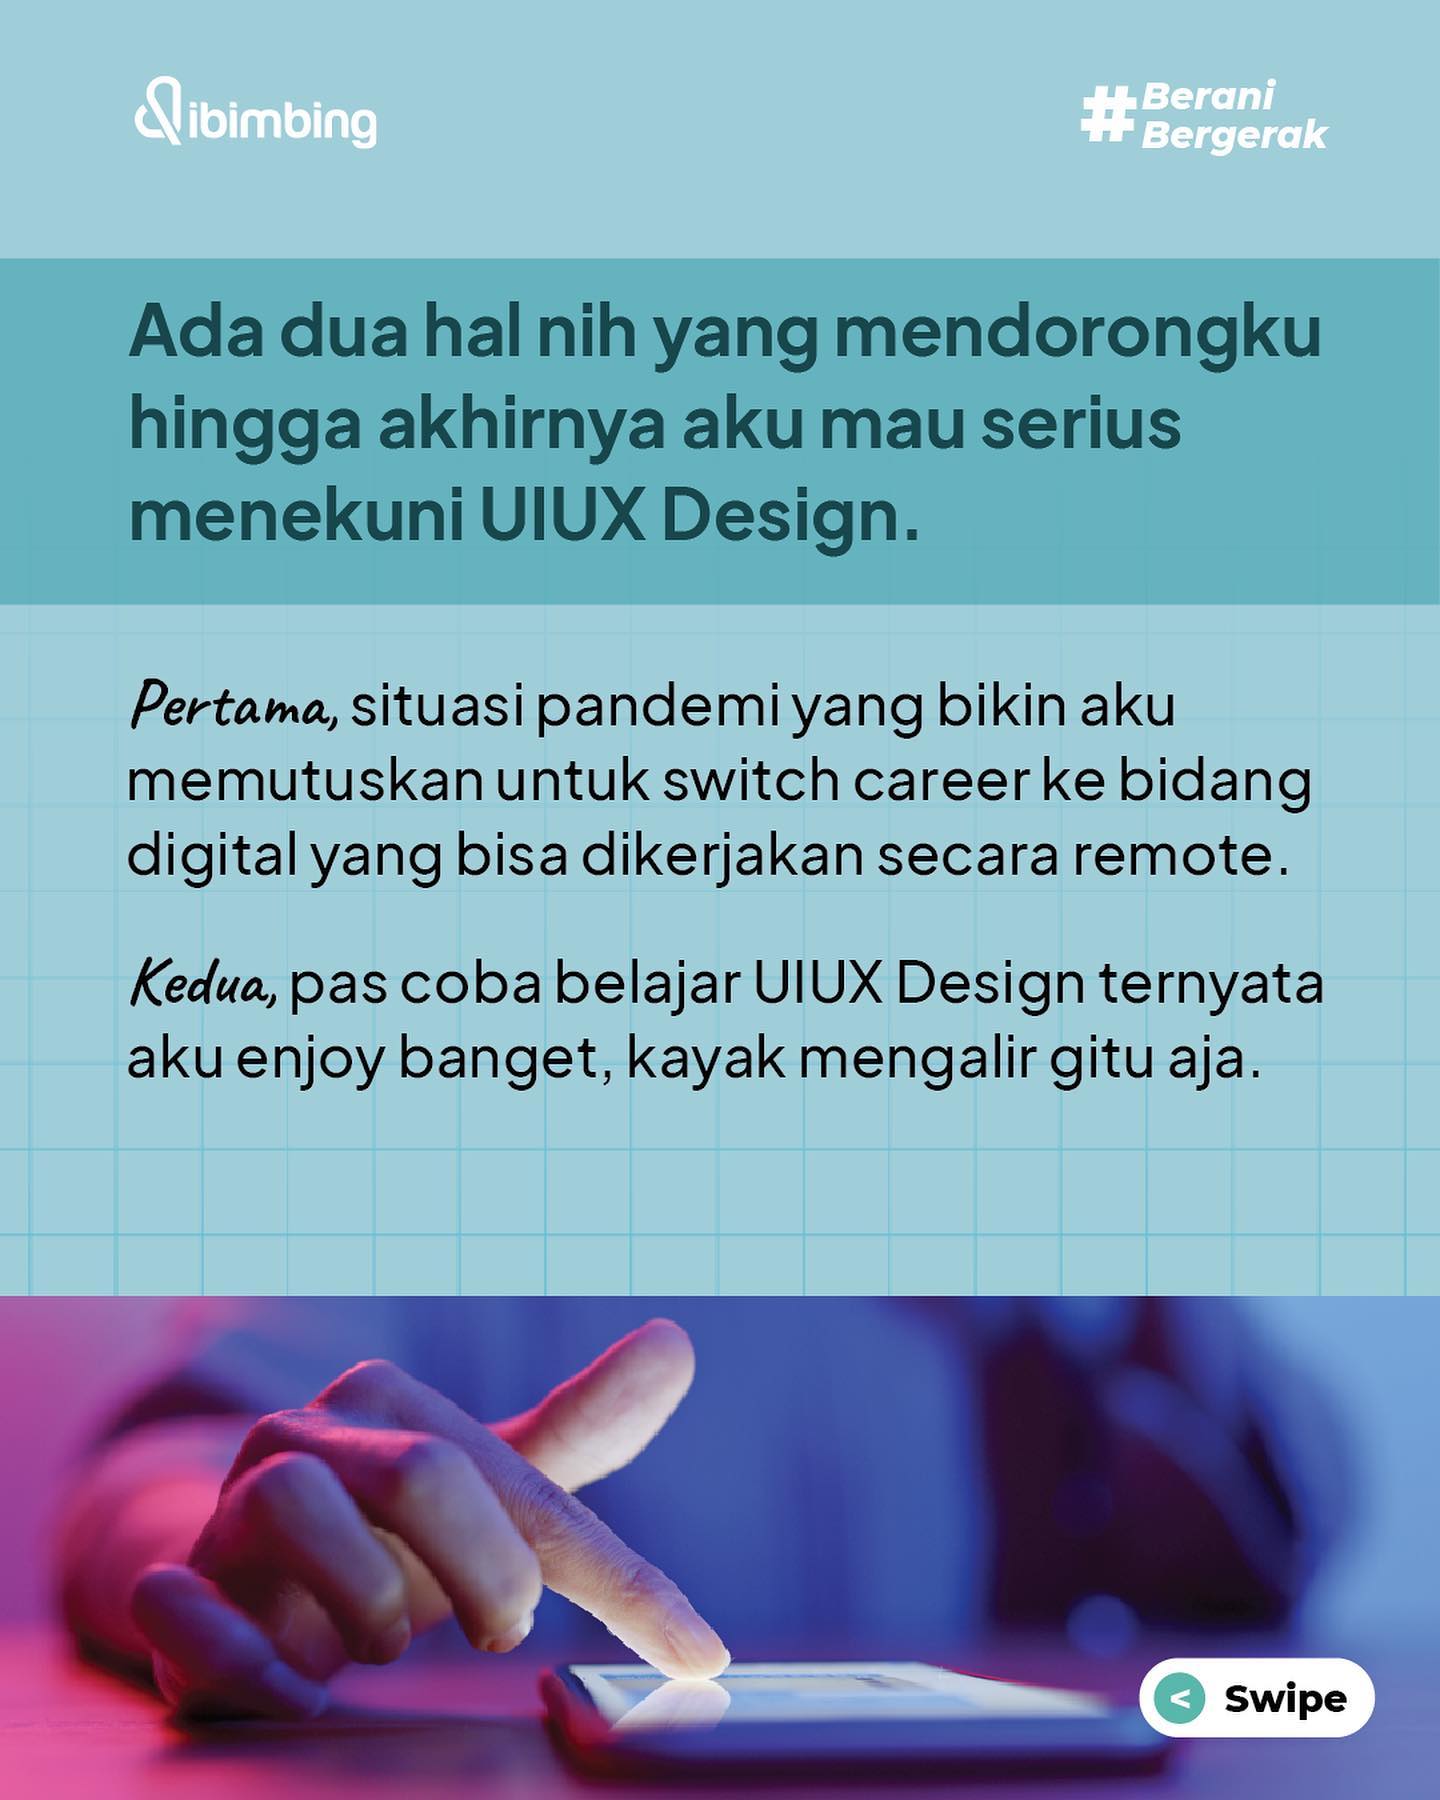 dibimbing
#Berani
Bergerak
Ada dua hal nih yang mendorongku
hingga akhirnya aku mau serius
menekuni UIUX Design.
Pertama, situasi pandemi yang bikin aku
memutuskan untuk switch career ke bidang
digital yang bisa dikerjakan secara remote.
Kedua, pas coba belajar UIUX Design ternyata
aku enjoy banget, kayak mengalir gitu aja.
< Swipe